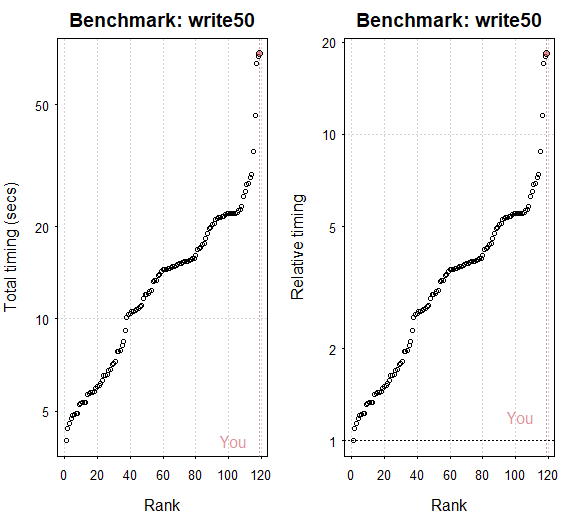 Benchmark: write50
Total timing (secs)
50
20
10
5
You
0 20 40 60 80 100 120
Rank
Benchmark: write50
Relative timing
20
10
5
2
1
You
0 20 40 60 80 100 120
Rank